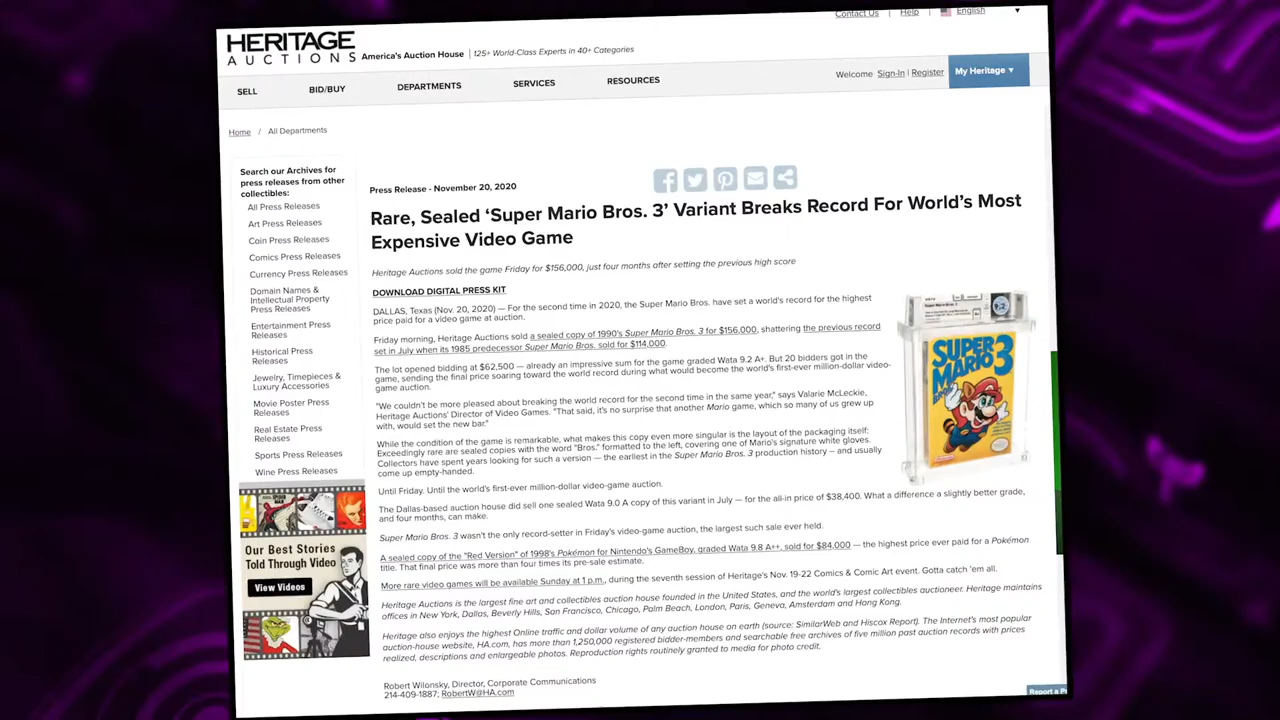 Contact Us | Help | English
HERITAGE
AUCTIONS
America's Auction House | 125+ World-Class Experts in 40+ Categories
SELL
BID/BUY
DEPARTMENTS
SERVICES
RESOURCES
Welcome Sign-In | Register
My Heritage
Home / All Departments
Search our Archives for
press releases from other
collectibles:
All Press Releases
Art Press Releases
Coin Press Releases
Comics Press Releases
Currency Press Releases
Domain Names &
Intellectual Property
Press Releases
Entertainment Press
Releases
Historical Press
Releases
Jewelry, Timepieces &
Luxury Accessories
Movie Poster Press
Releases
Real Estate Press
Releases
Sports Press Releases
Wine Press Releases
Our Best Stories
Told Through Video
View Videos
Press Release - November 20, 2020
Rare, Sealed ‘Super Mario Bros. 3’ Variant Breaks Record For World’s Most
Expensive Video Game
Heritage Auctions sold the game Friday for $156,000, just four months after setting the previous high score
DOWNLOAD DIGITAL PRESS KIT
DALLAS, Texas (Nov. 20, 2020) — For the second time in 2020, the Super Mario Bros. have set a world's record for the highest
price paid for a video game at auction.
Friday morning, Heritage Auctions sold a sealed copy of 1990's Super Mario Bros. 3 for $156,000, shattering the previous record
set in July when its 1985 predecessor Super Mario Bros. sold for $114,000.
The lot opened bidding at $62,500 — already an impressive sum for the game graded Wata 9.2 A+. But 20 bidders got in the
game, sending the final price soaring toward the world record during what would become the world's first-ever million-dollar video-
game auction.
"We couldn't be more pleased about breaking the world record for the second time in the same year," says Valarie McLeckie,
Heritage Auctions' Director of Video Games. "That said, it's no surprise that another Mario game, which so many of us grew up
with, would set the new bar."
While the condition of the game is remarkable, what makes this copy even more singular is the layout of the packaging itself:
Exceedingly rare are sealed copies with the word "Bros." formatted to the left, covering one of Mario's signature white gloves.
Collectors have spent years looking for such a version — the earliest in the Super Mario Bros. 3 production history — and usually
come up empty-handed.
Until Friday. Until the world's first-ever million-dollar video-game auction.
The Dallas-based auction house did sell one sealed Wata 9.0 A copy of this variant in July — for the all-in price of $38,400. What a difference a slightly better grade,
and four months, can make.
Super Mario Bros. 3 wasn't the only record-setter in Friday's video-game auction, the largest such sale ever held.
A sealed copy of the "Red Version" of 1998's Pokémon for Nintendo's GameBoy, graded Wata 9.8 A++, sold for $84,000 — the highest price ever paid for a Pokémon
title. That final price was more than four times its pre-sale estimate.
More rare video games will be available Sunday at 1 p.m., during the seventh session of Heritage's Nov. 19-22 Comics & Comic Art event. Gotta catch 'em all.
Heritage Auctions is the largest fine art and collectibles auction house founded in the United States, and the world's largest collectibles auctioneer. Heritage maintains
offices in New York, Dallas, Beverly Hills, San Francisco, Chicago, Palm Beach, London, Paris, Geneva, Amsterdam and Hong Kong.
Heritage also enjoys the highest Online traffic and dollar volume of any auction house on earth (source: SimilarWeb and Hiscox Report). The Internet's most popular
auction-house website, HA.com, has more than 1,250,000 registered bidder-members and searchable free archives of five million past auction records with prices
realized, descriptions and enlargeable photos. Reproduction rights routinely granted to media for photo credit.
Robert Wilonsky, Director, Corporate Communications
214-409-1887; RobertW@HA.com
9.2
SUPER
MARIO 3
BROS
Report a P